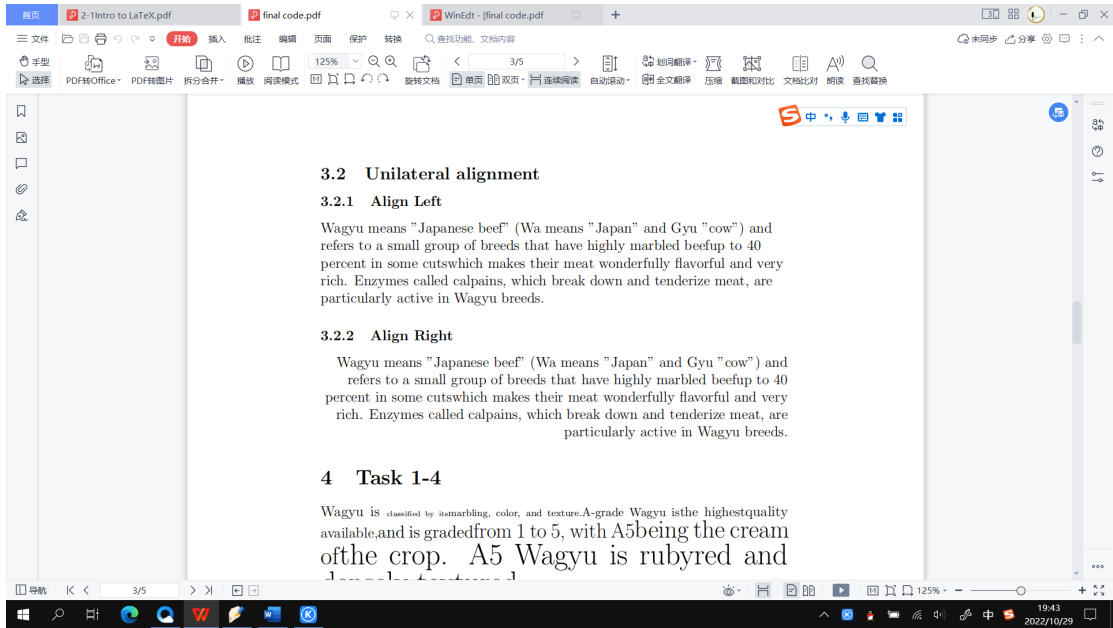 首页
2-1Intro to LaTeX.pdf
final code.pdf
WinEdt - [final code.pdf
三 文件
开始
插入
批注
编辑
页面
保护
转换
查找功能、文档内容
未同步
分享
手型
选择
PDF转Office
PDF转图片
拆分合并
播放
阅读模式
125%
旋转文档
3/5
单页
双页
连续阅读
自动滚动
划词翻译
全文翻译
压缩
截图和对比
文档比对
朗读
查找替换
中
3.2 Unilateral alignment
3.2.1 Align Left
Wagyu means "Japanese beef" (Wa means "Japan" and Gyu "cow") and
refers to a small group of breeds that have highly marbled beefup to 40
percent in some cutswhich makes their meat wonderfully flavorful and very
rich. Enzymes called calpains, which break down and tenderize meat, are
particularly active in Wagyu breeds.
3.2.2 Align Right
Wagyu means "Japanese beef" (Wa means "Japan" and Gyu "cow") and
refers to a small group of breeds that have highly marbled beefup to 40
percent in some cutswhich makes their meat wonderfully flavorful and very
rich. Enzymes called calpains, which break down and tenderize meat, are
particularly active in Wagyu breeds.
4 Task 1-4
Wagyu is classified by itsmarbling, color, and texture.A-grade Wagyu isthe highestquality
available,and is gradedfrom 1 to 5, with A5being the cream
ofthe crop. A5 Wagyu is rubyred and
导航
3/5
125%
中
19:43
2022/10/29